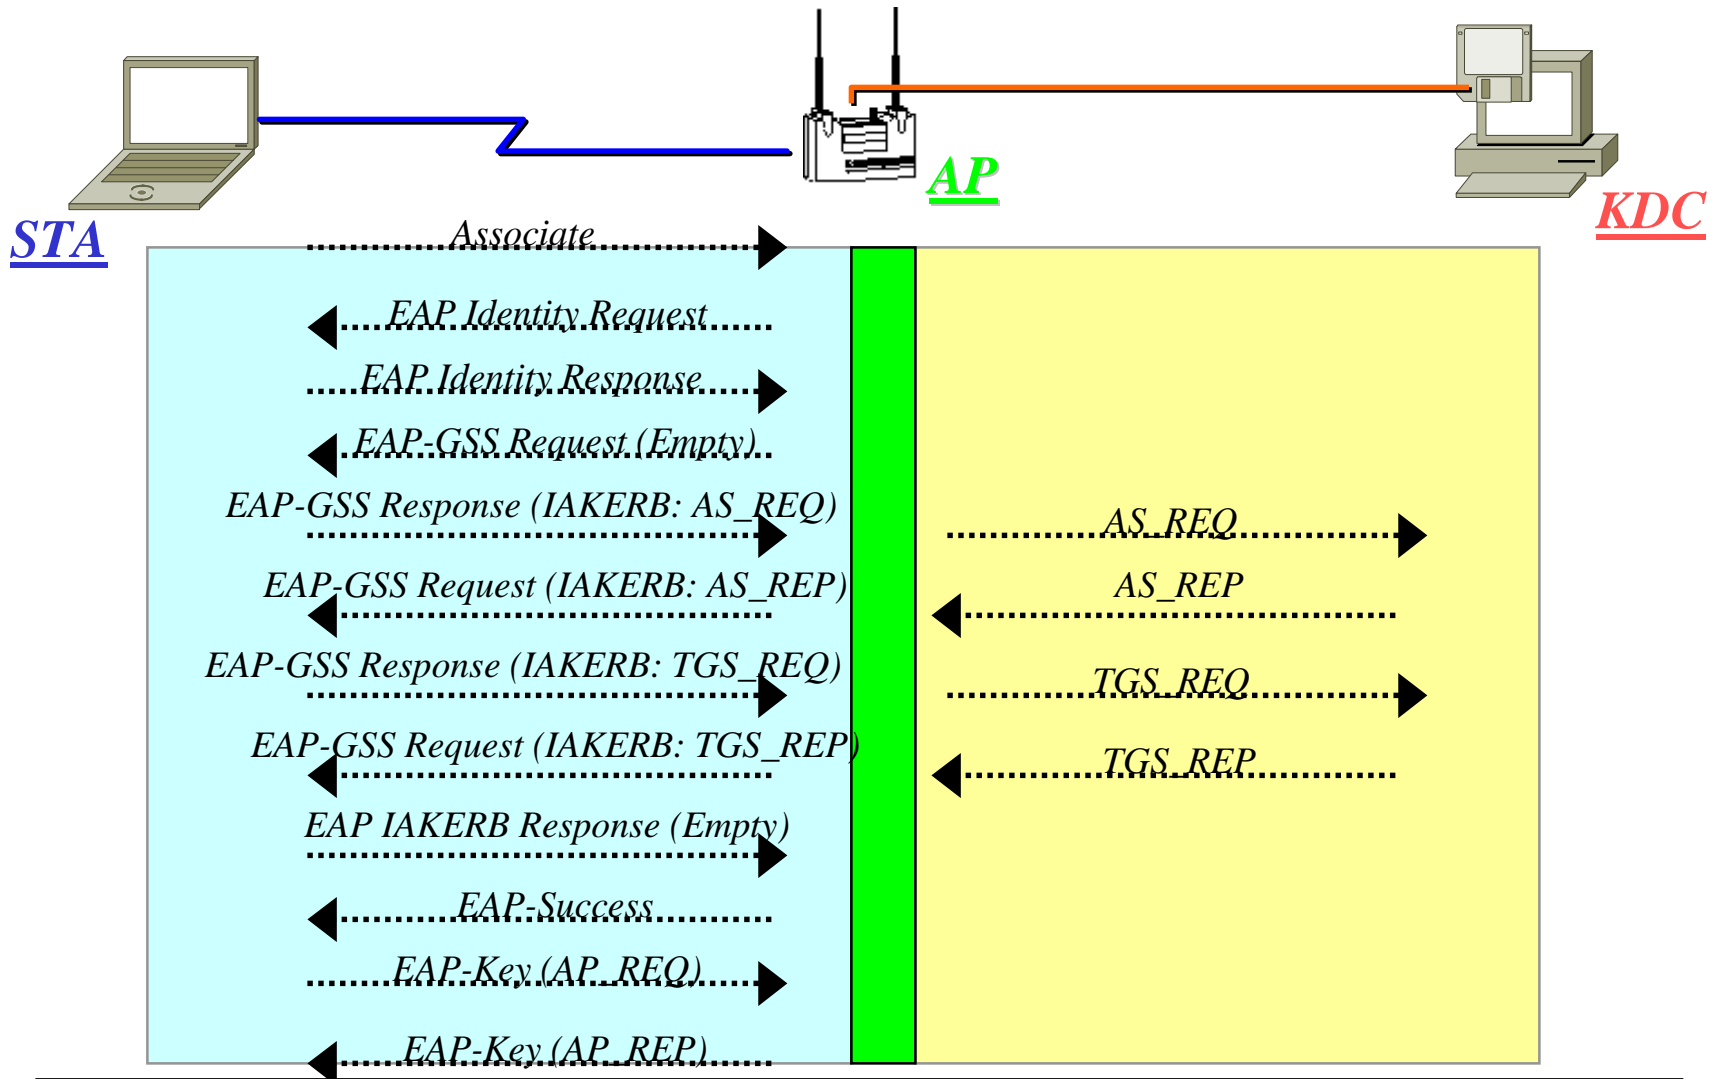 AP
KDC
STA
Associate
EAP Identity Request
EAP Identity Response
EAP-GSS Request (Empty)
EAP-GSS Response (IAKERB: AS_REQ)
AS_REQ
EAP-GSS Request (IAKERB: AS_REP)
AS_REP
EAP-GSS Response (IAKERB: TGS_REQ)
TGS_REQ
EAP-GSS Request (IAKERB: TGS_REP)
TGS_REP
EAP IAKERB Response (Empty)
EAP-Success
EAP-Key (AP_REQ)
EAP-Key (AP_REP)